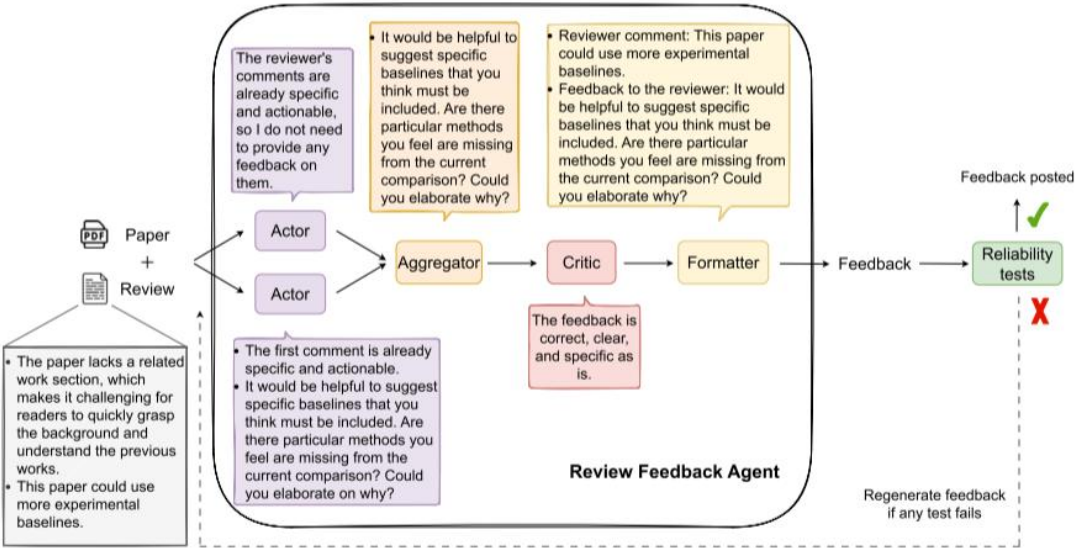 The reviewer's
comments are
already specific
and actionable,
so I do not need
to provide any
feedback on
them.
• It would be helpful to
suggest specific
baselines that you
think must be
included. Are there
particular methods
you feel are missing
from the current
comparison? Could
you elaborate why?
• Reviewer comment: This paper
could use more experimental
baselines.
• Feedback to the reviewer: It would
be helpful to suggest specific
baselines that you think must be
included. Are there particular
methods you feel are missing from
the current comparison? Could
you elaborate why?
PDF
Paper
+
Review
Actor
Actor
Aggregator
Critic
Formatter
Feedback
Reliability
tests
Feedback posted
• The paper lacks a related
work section, which
makes it challenging for
readers to quickly grasp
the background and
understand the previous
works.
• This paper could use
more experimental
baselines.
• The first comment is already
specific and actionable.
• It would be helpful to suggest
specific baselines that you
think must be included. Are
there particular methods you
feel are missing from the
current comparison? Could
you elaborate on why?
The feedback is
correct, clear,
and specific as
is.
Review Feedback Agent
Regenerate feedback
if any test fails